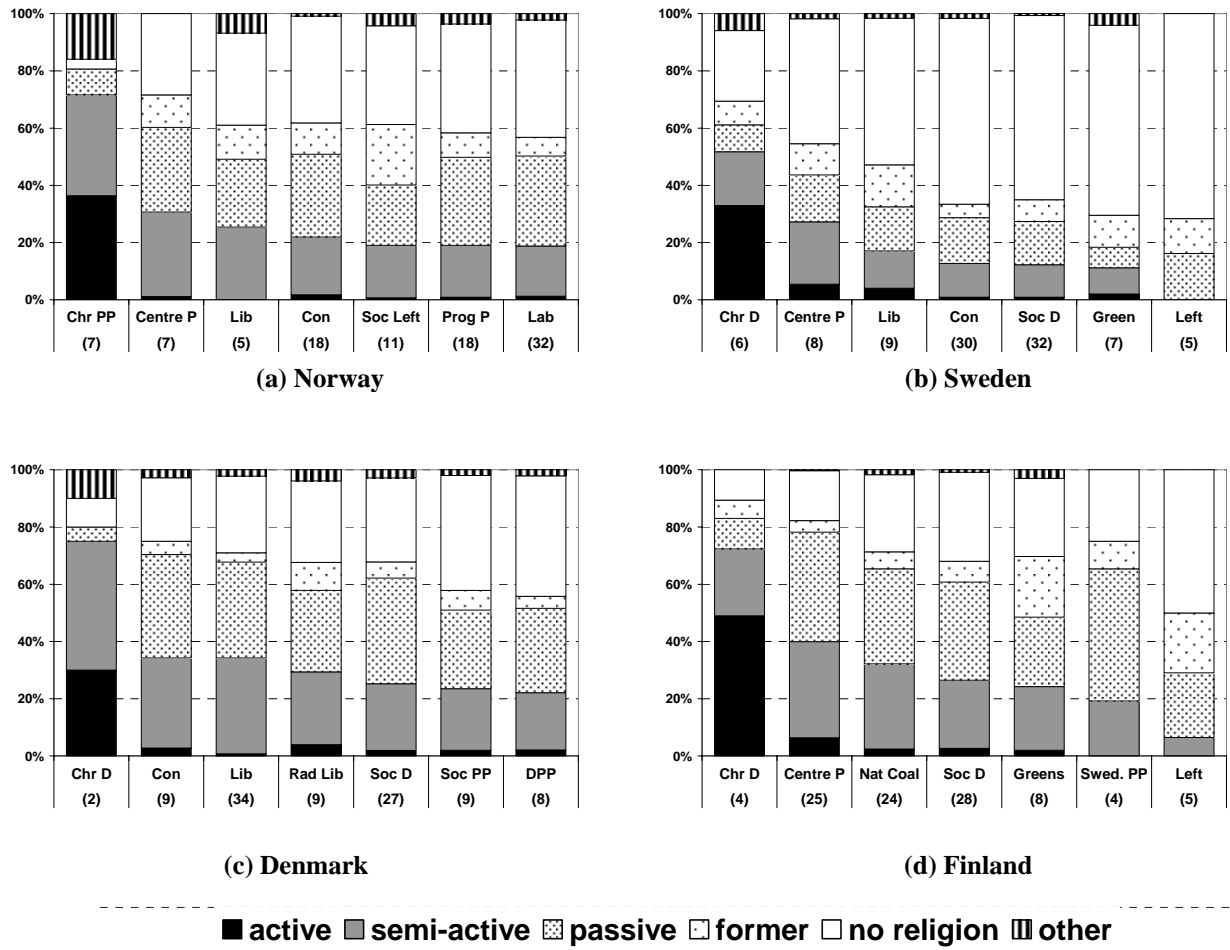 100%
80%
60%
40%
20%
0%
Chr PP Centre P Lib Con Soc Left Prog P Lab
(7) (7) (5) (18) (11) (18) (32)
(a) Norway
100%
80%
60%
40%
20%
0%
Chr D Centre P Lib Con Soc D Green Left
(6) (8) (9) (30) (32) (7) (5)
(b) Sweden
100%
80%
60%
40%
20%
0%
Chr D Con Lib Rad Lib Soc D Soc PP DPP
(2) (9) (34) (9) (27) (9) (8)
(c) Denmark
100%
80%
60%
40%
20%
0%
Chr D Centre P Nat Coal Soc D Greens Swed. PP Left
(4) (25) (24) (28) (8) (4) (5)
(d) Finland
active semi-active passive former no religion other